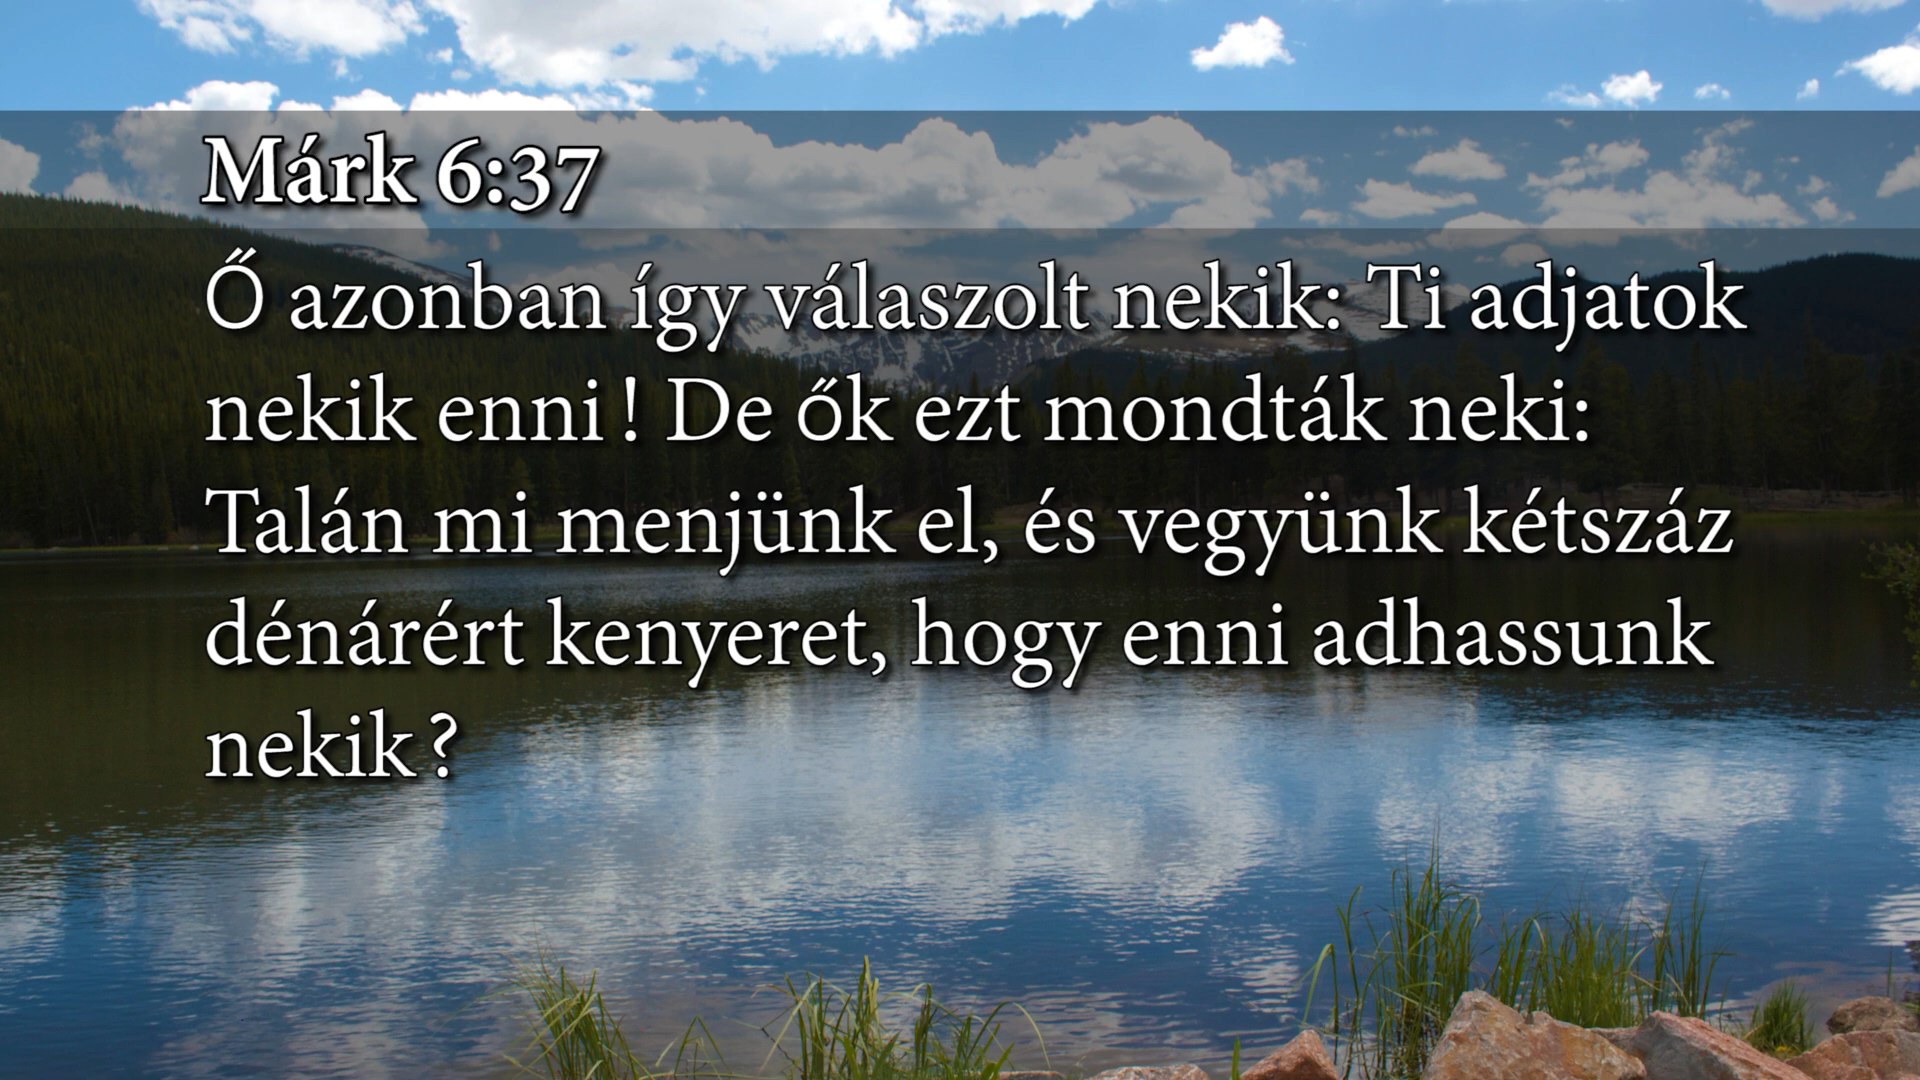 Márk 6:37
Ő azonban így válaszolt nekik: Ti adjatok
nekik enni! De ők ezt mondták neki:
Talán mi menjünk el, és vegyünk kétszáz
dénárért kenyeret, hogy enni adhassunk
nekik?